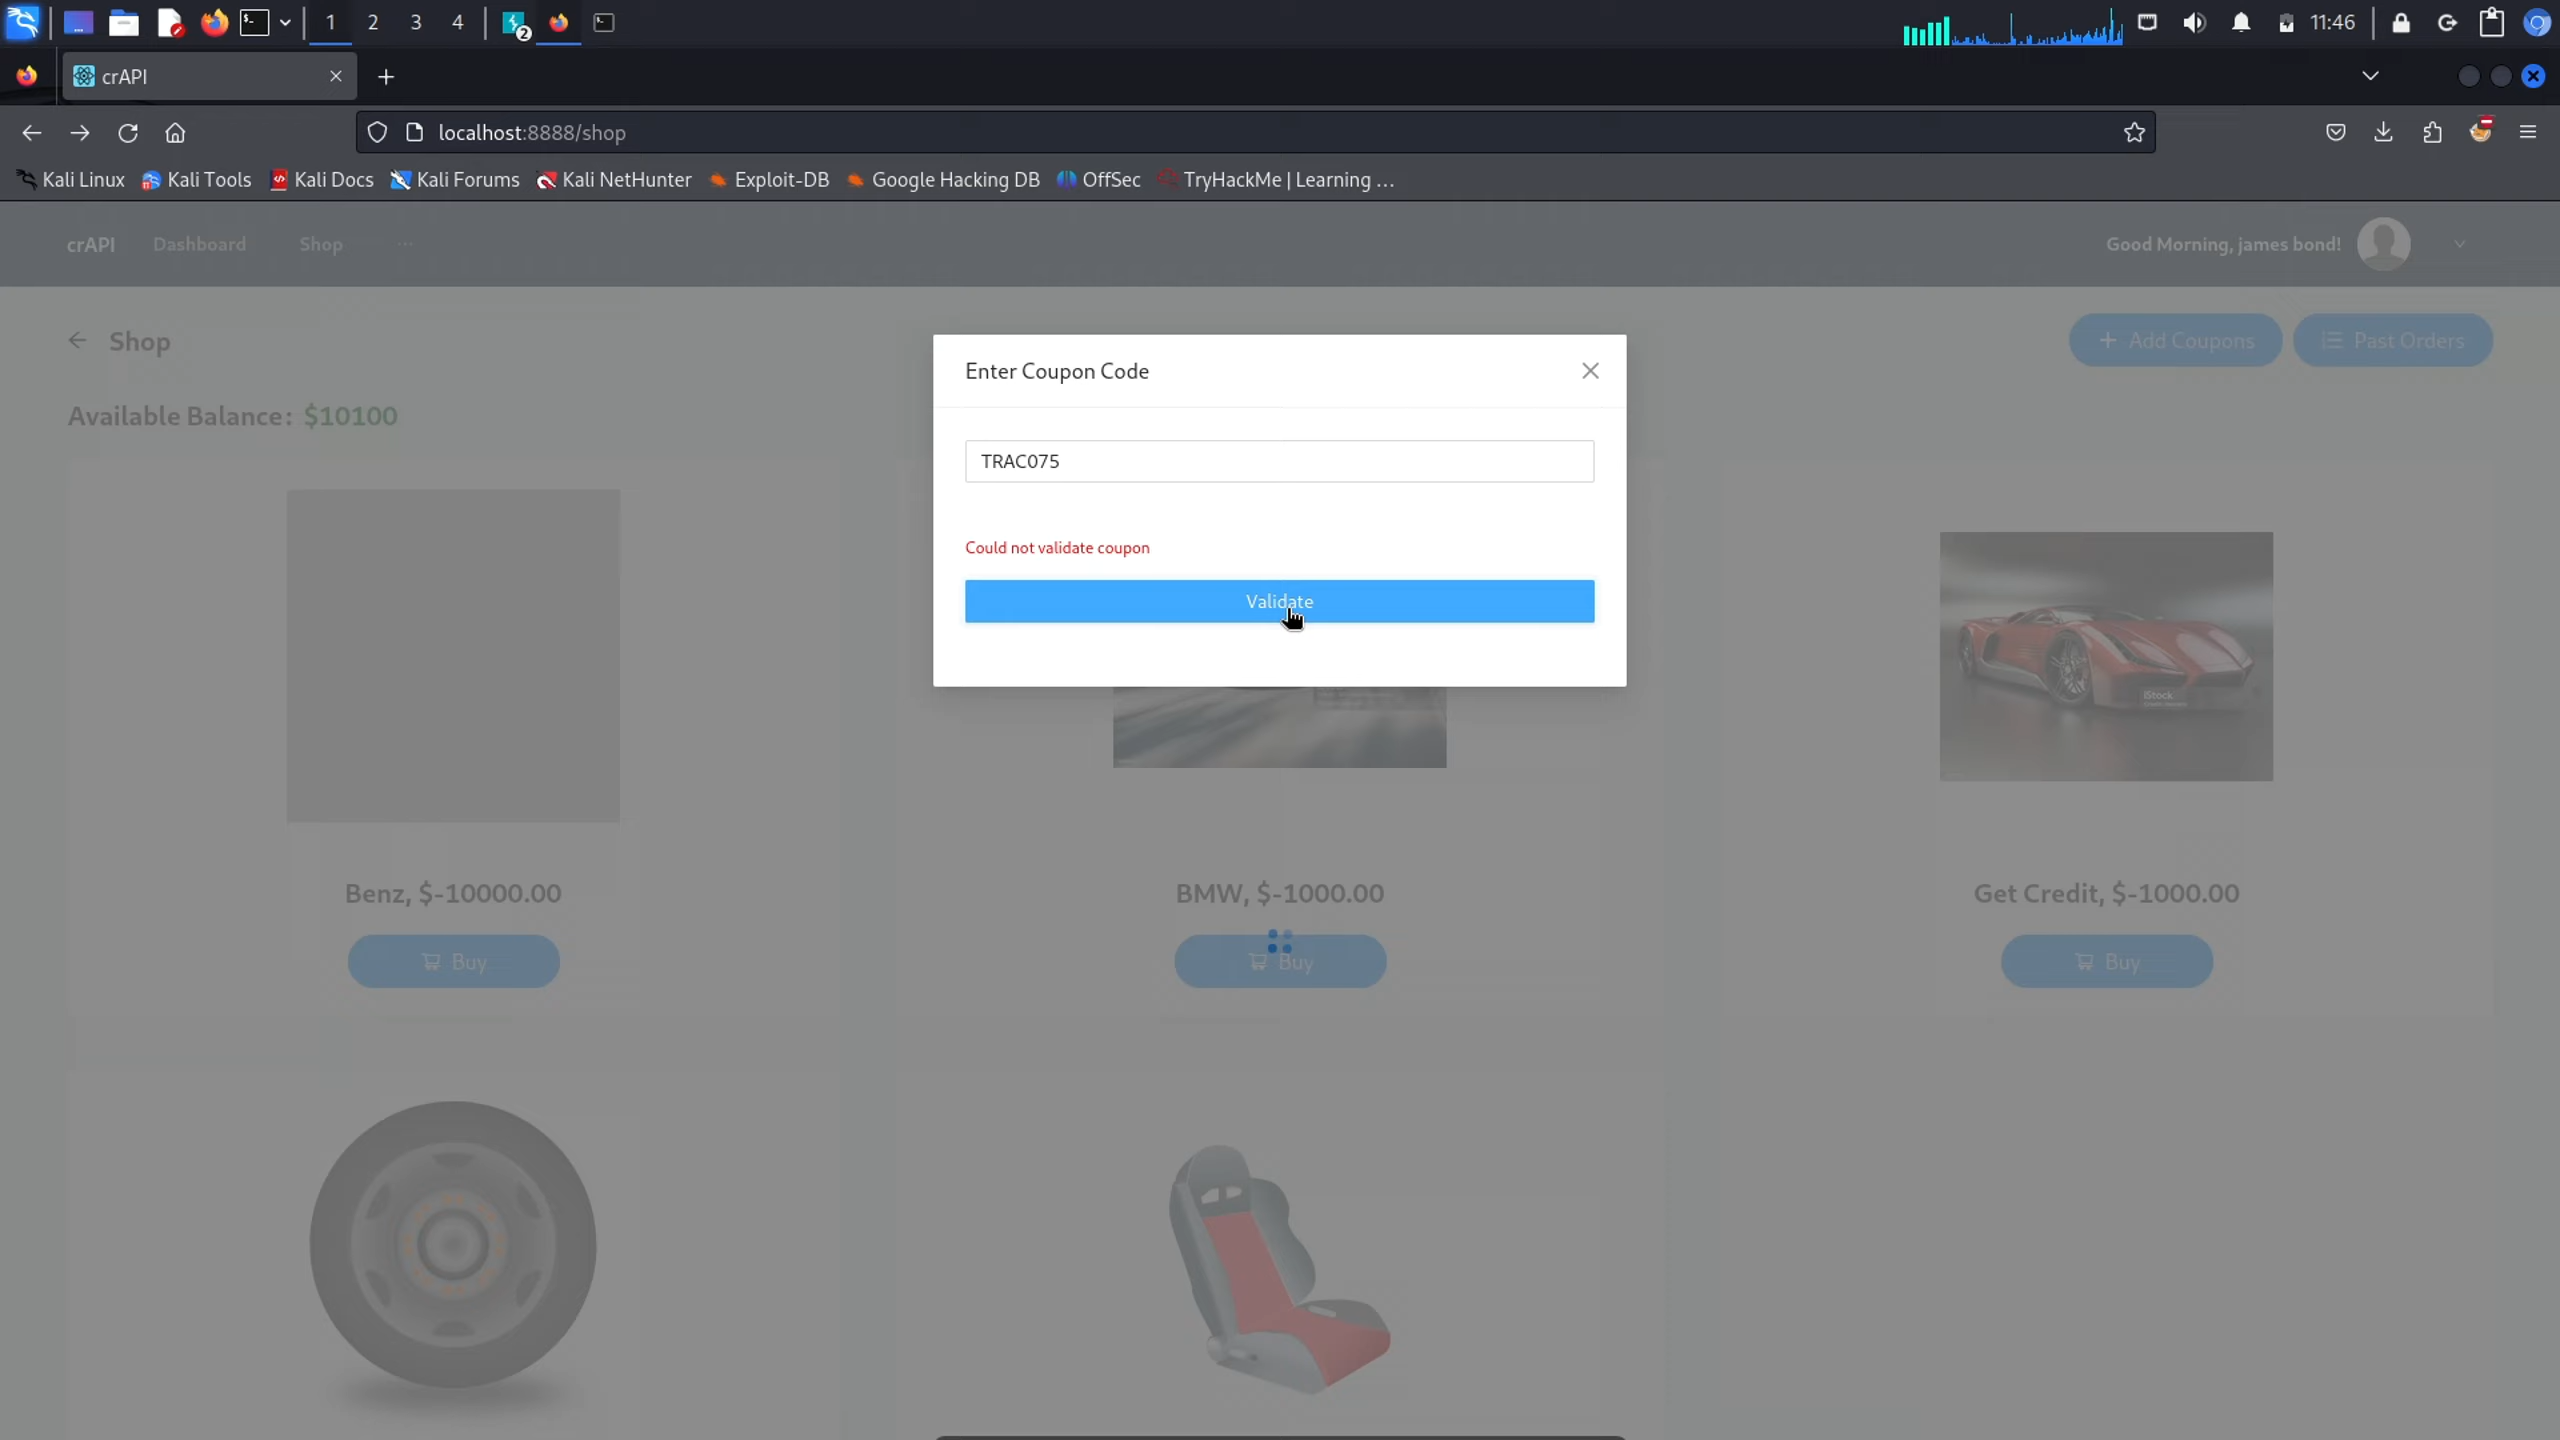 1 2 3 4 2 11:46
crAPI
localhost:8888/shop
Kali Linux Kali Tools Kali Docs Kali Forums Kali NetHunter Exploit-DB Google Hacking DB OffSec TryHackMe | Learning ...
crAPI Dashboard Shop ... Good Morning, james bond!
Shop
+ Add Coupons Past Orders
Available Balance: $10100
Enter Coupon Code
TRAC075
Could not validate coupon
Validate
iStock
Benz, $-10000.00 BMW, $-1000.00 Get Credit, $-1000.00
Buy Buy Buy